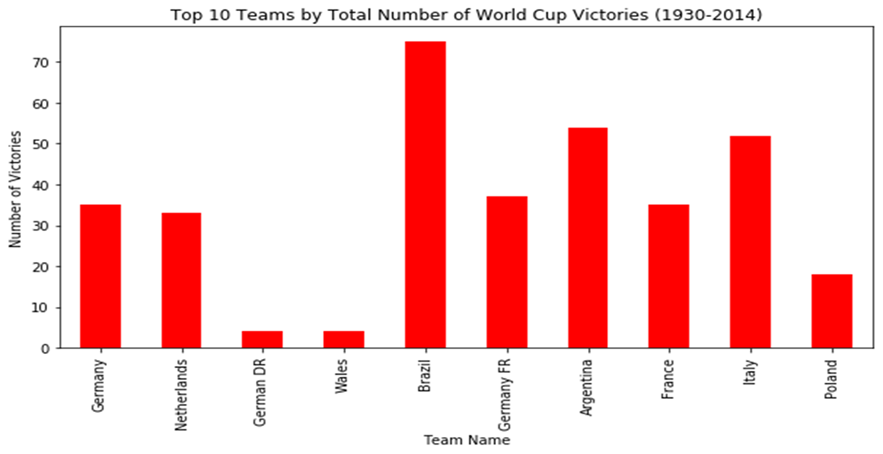 Top 10 Teams by Total Number of World Cup Victories (1930-2014)
Number of Victories
70
60
50
40
30
20
10
0
Germany
Netherlands
German DR
Wales
Brazil
Germany FR
Argentina
France
Italy
Poland
Team Name